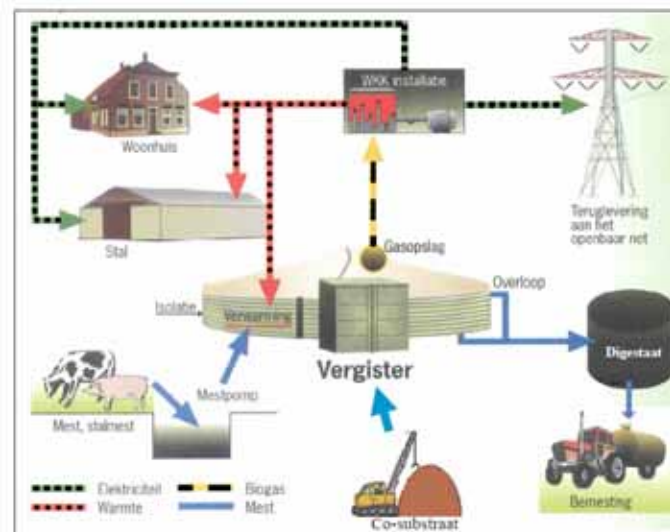 WKK installatie
Woonhuis
Teruglevering
aan het
openbaar net
Stal
Gasopslag
Isolatie
Verwarming
Overloop
Vergister
Digestaat
Mestpomp
Mest, stalmest
Co-substraat
Bemesting
Elektriciteit
Biogas
Warmte
Mest